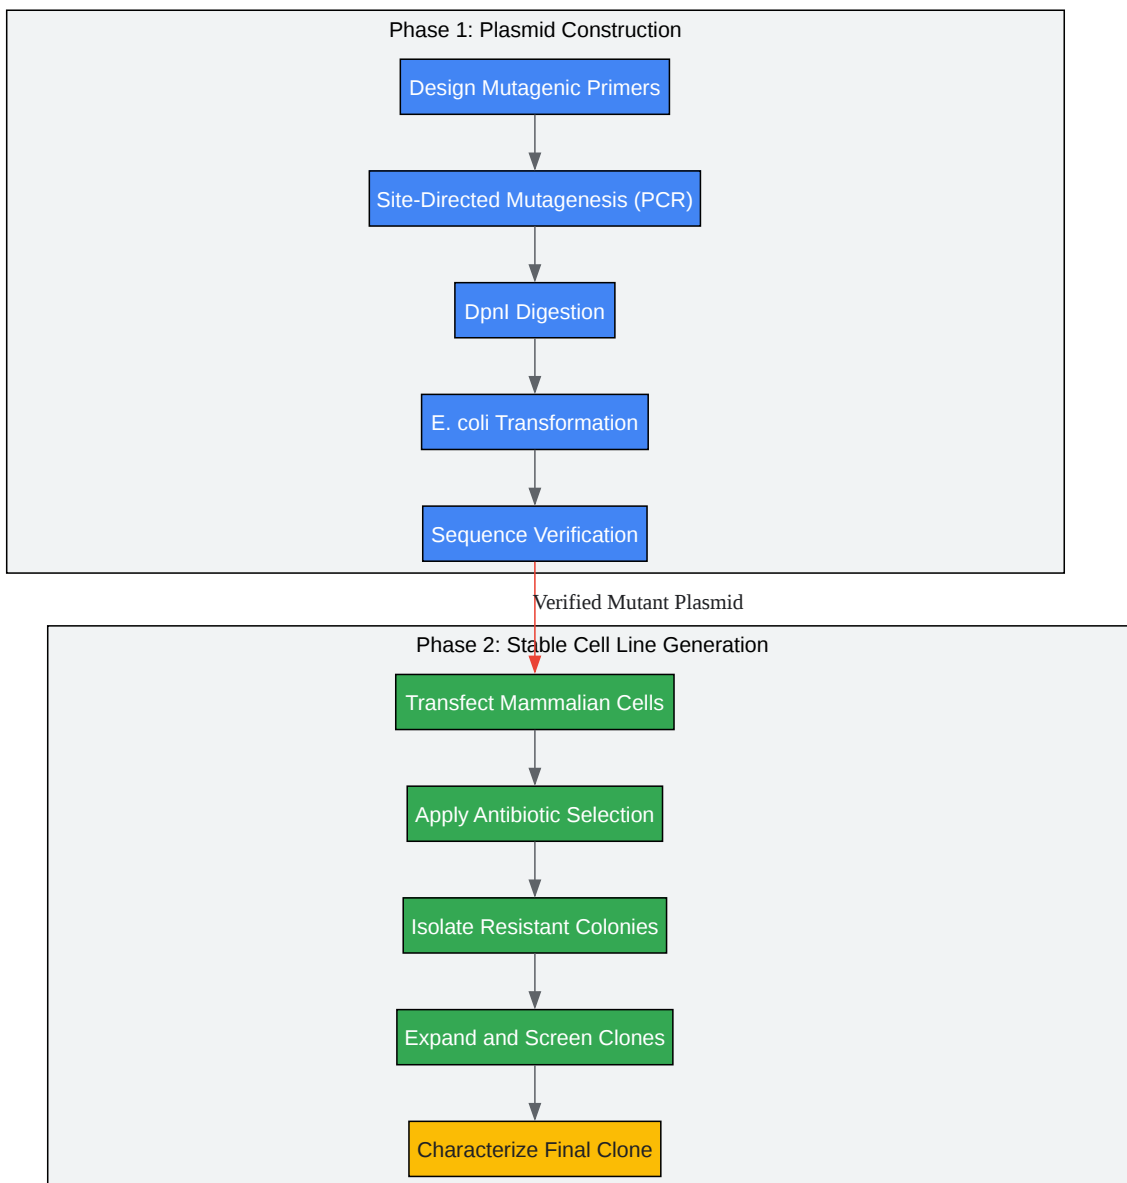 Phase 1: Plasmid Construction
Design Mutagenic Primers
Site-Directed Mutagenesis (PCR)
DpnI Digestion
E. coli Transformation
Sequence Verification
Verified Mutant Plasmid
Phase 2: Stable Cell Line Generation
Transfect Mammalian Cells
Apply Antibiotic Selection
Isolate Resistant Colonies
Expand and Screen Clones
Characterize Final Clone